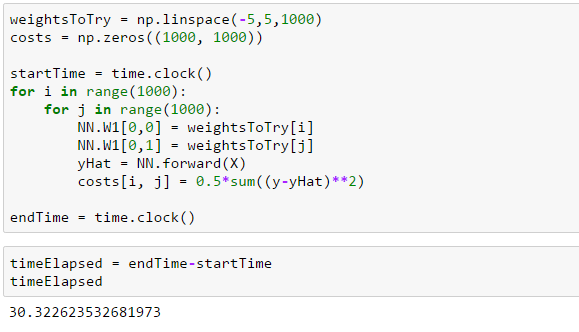 weightsToTry = np.linspace(-5,5,1000)
costs = np.zeros((1000, 1000))

startTime = time.clock()
for i in range(1000):
    for j in range(1000):
        NN.W1[0,0] = weightsToTry[i]
        NN.W1[0,1] = weightsToTry[j]
        yHat = NN.forward(X)
        costs[i, j] = 0.5*sum((y-yHat)**2)

endTime = time.clock()

timeElapsed = endTime-startTime
timeElapsed

30.322623532681973